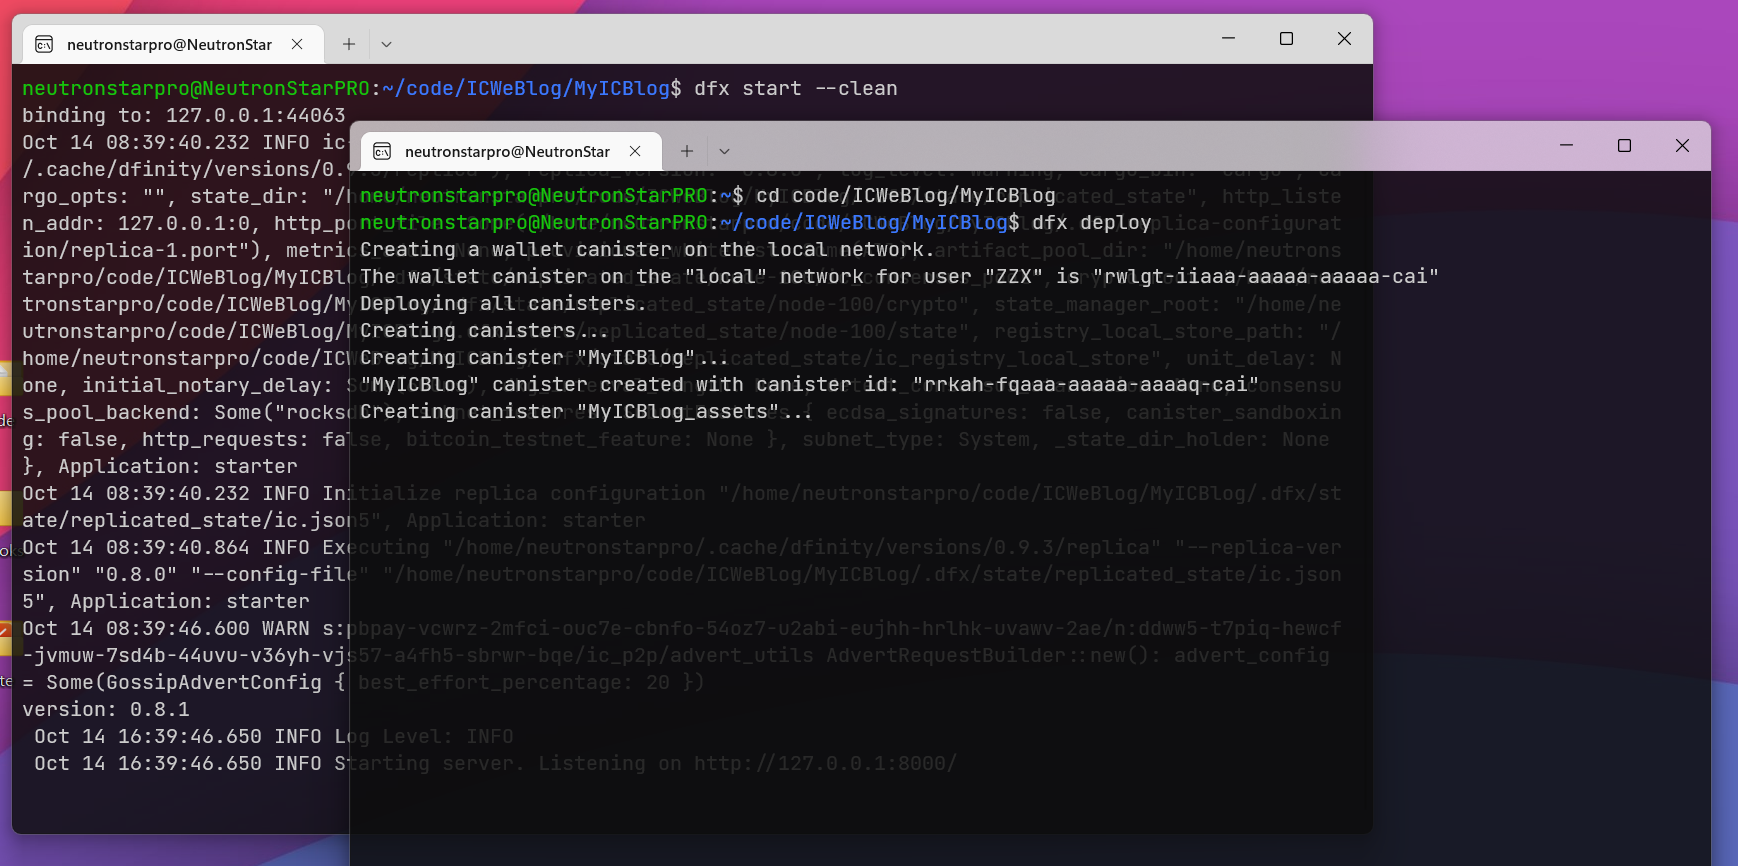 neutronstarpro@NeutronStar
neutronstarpro@NeutronStarPRO:~/code/ICWeBlog/MyICBlog$ dfx start --clean
binding to: 127.0.0.1:44063
Oct 14 08:39:40.232 INFO ic-
/.cache/dfinity/versions/0.
rgo_opts: "", state_dir: "/
n_addr: 127.0.0.1:0, http_po
ion/replica-1.port"), metric
tarpro/code/ICWeBlog/MyICBl
tronstarpro/code/ICWeBlog/My
utronstarpro/code/ICWeBlog/
home/neutronstarpro/code/IC
one, initial_notary_delay:
s_pool_backend: Some("rocksd
g: false, http_requests: false, bitcoin_testnet_feature: None }, subnet_type: System, _state_dir_holder: None
}, Application: starter
Oct 14 08:39:40.232 INFO Initialize replica configuration "/home/neutronstarpro/code/ICWeBlog/MyICBlog/.dfx/st
ate/replicated_state/ic.json5", Application: starter
Oct 14 08:39:40.864 INFO Executing "/home/neutronstarpro/.cache/dfinity/versions/0.9.3/replica" "--replica-ver
sion" "0.8.0" "--config-file" "/home/neutronstarpro/code/ICWeBlog/MyICBlog/.dfx/state/replicated_state/ic.json
5", Application: starter
Oct 14 08:39:46.600 WARN s:pbpay-vcwrz-2mfci-ouc7e-cbnfo-54oz7-u2abi-eujhh-hrlhk-uvawv-2ae/n:ddww5-t7piq-hewcf
-jvmuw-7sd4b-44uvu-v36yh-vjs57-a4fh5-sbrwr-bqe/ic_p2p/advert_utils AdvertRequestBuilder::new(): advert_config
= Some(GossipAdvertConfig { best_effort_percentage: 20 })
version: 0.8.1
Oct 14 16:39:46.650 INFO Log Level: INFO
Oct 14 16:39:46.650 INFO Starting server. Listening on http://127.0.0.1:8000/
neutronstarpro@NeutronStar
neutronstarpro@NeutronStarPRO:~$ cd code/ICWeBlog/MyICBlog
neutronstarpro@NeutronStarPRO:~/code/ICWeBlog/MyICBlog$ dfx deploy
Creating a wallet canister on the local network.
The wallet canister on the "local" network for user "ZZX" is "rwlgt-iiaaa-aaaaa-aaaaa-cai"
Deploying all canisters.
Creating canisters...
Creating canister "MyICBlog"...
"MyICBlog" canister created with canister id: "rrkah-fqaaa-aaaaa-aaaaq-cai"
Creating canister "MyICBlog_assets"...